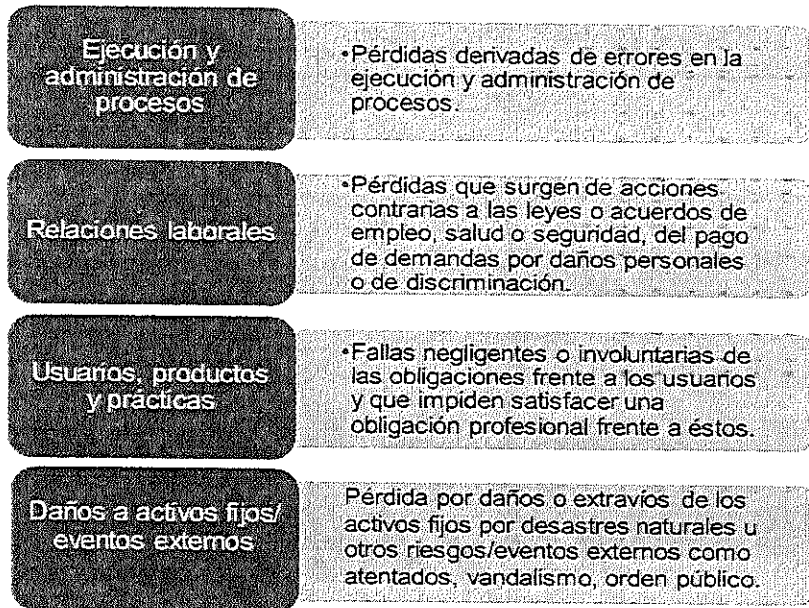 Ejecución y
administración de
procesos
•Pérdidas derivadas de errores en la
ejecución y administración de
procesos.
Relaciones laborales
•Pérdidas que surgen de acciones
contrarias a las leyes o acuerdos de
empleo, salud o seguridad, del pago
de demandas por daños personales
o de discriminación.
Usuarios, productos
y prácticas
•Fallas negligentes o involuntarias de
las obligaciones frente a los usuarios
y que impiden satisfacer una
obligación profesional frente a éstos.
Daños a activos fijos/
eventos externos
Pérdida por daños o extravíos de los
activos fijos por desastres naturales u
otros riesgos/eventos externos como
atentados, vandalismo, orden público.